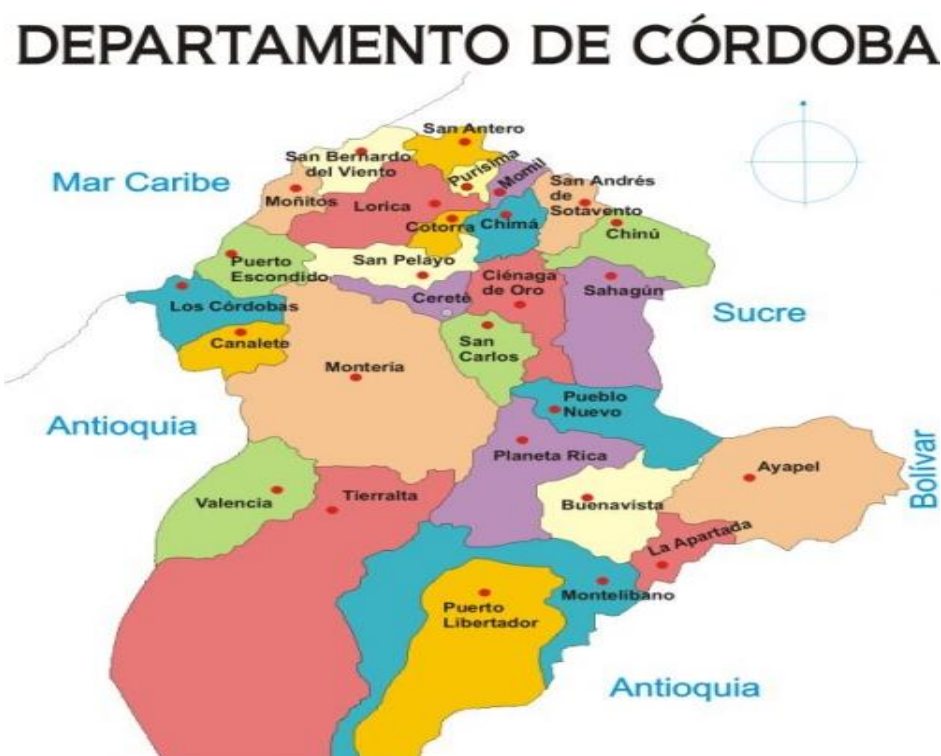 DEPARTAMENTO DE CÓRDOBA
San Antero
San Bernardo
del Viento
Purísima
Momil
Mar Caribe
San Andrés
de
Sotavento
Moñitos
Lorica
Cotorra
Chimá
Chinú
Puerto
Escondido
San Pelayo
Ciénaga
de Oro
Cereté
Sahagún
Los Córdobas
Sucre
Canalete
San
Carlos
Montería
Pueblo
Nuevo
Antioquia
Planeta Rica
Ayapel
Bolívar
Valencia
Tierralta
Buenavista
La Apartada
Montelíbano
Puerto
Libertador
Antioquia